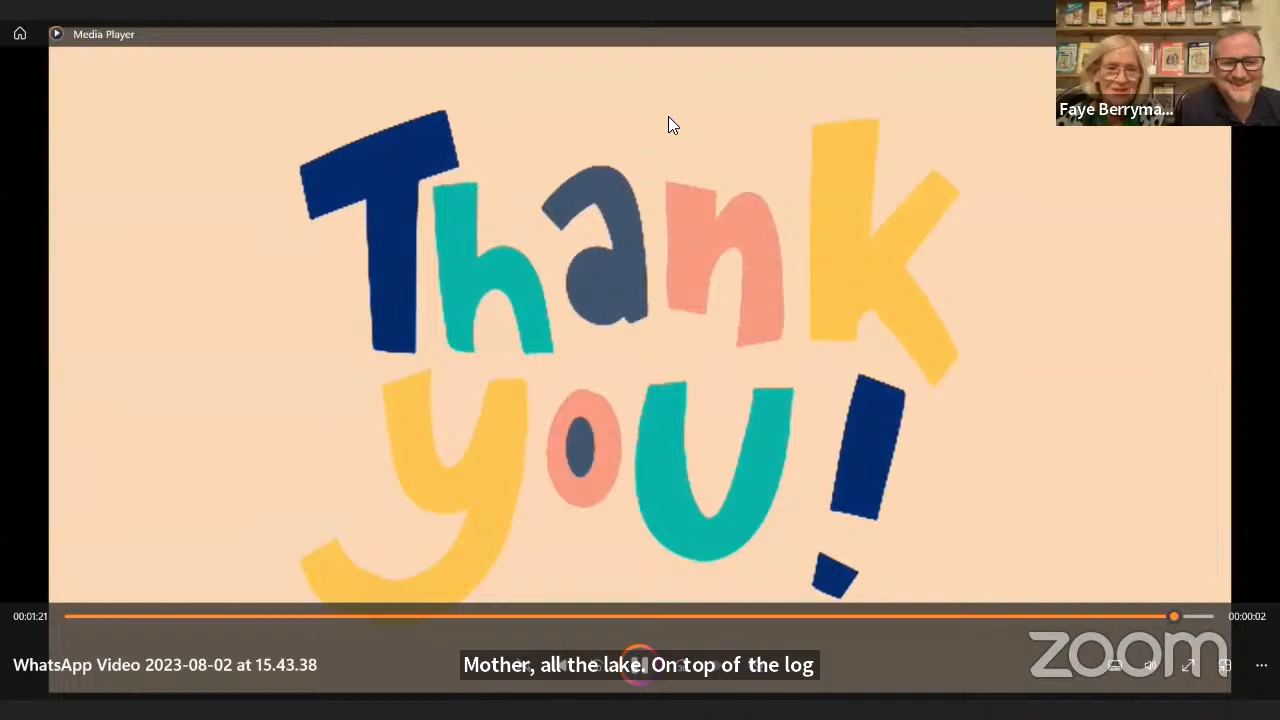 Media Player
Faye Berryma...
Thank
you!
00:01:21
00:00:02
WhatsApp Video 2023-08-02 at 15.43.38
Mother, all the lake. On top of the log
zoom